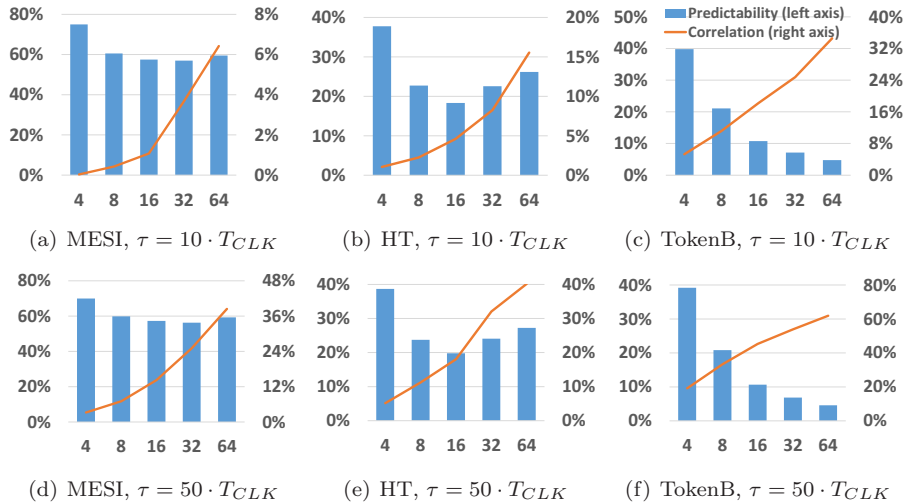 80% 8% 40% 20% 50% Predictability (left axis) 40%
Correlation (right axis)
60% 6% 30% 15% 40% 32%
30% 24%
40% 4% 20% 10%
20% 16%
20% 2% 10% 5%
10% 8%
0% 0% 0% 0% 0% 0%
4 8 16 32 64 4 8 16 32 64 4 8 16 32 64
(a) MESI, τ = 10 · T_CLK (b) HT, τ = 10 · T_CLK (c) TokenB, τ = 10 · T_CLK
80% 48% 40% 40% 40% 80%
60% 36% 30% 30% 30% 60%
40% 24% 20% 20% 20% 40%
20% 12% 10% 10% 10% 20%
0% 0% 0% 0% 0% 0%
4 8 16 32 64 4 8 16 32 64 4 8 16 32 64
(d) MESI, τ = 50 · T_CLK (e) HT, τ = 50 · T_CLK (f) TokenB, τ = 50 · T_CLK